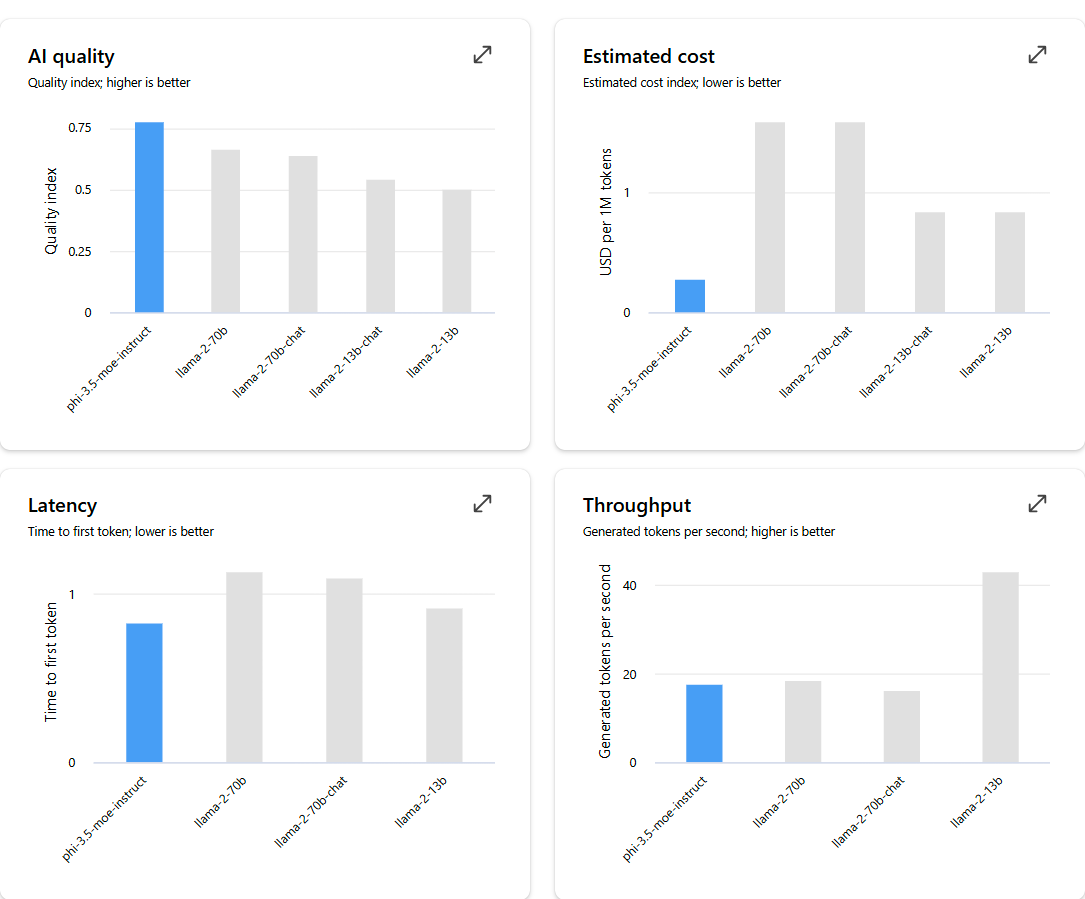 AI quality
Quality index; higher is better
Quality index
0.75
0.5
0.25
0
phi-3.5-moe-instruct
llama-2-70b
llama-2-70b-chat
llama-2-13b-chat
llama-2-13b
Estimated cost
Estimated cost index; lower is better
USD per 1M tokens
1
0
phi-3.5-moe-instruct
llama-2-70b
llama-2-70b-chat
llama-2-13b-chat
llama-2-13b
Latency
Time to first token; lower is better
Time to first token
1
0
phi-3.5-moe-instruct
llama-2-70b
llama-2-70b-chat
llama-2-13b
Throughput
Generated tokens per second; higher is better
Generated tokens per second
40
20
0
phi-3.5-moe-instruct
llama-2-70b
llama-2-70b-chat
llama-2-13b